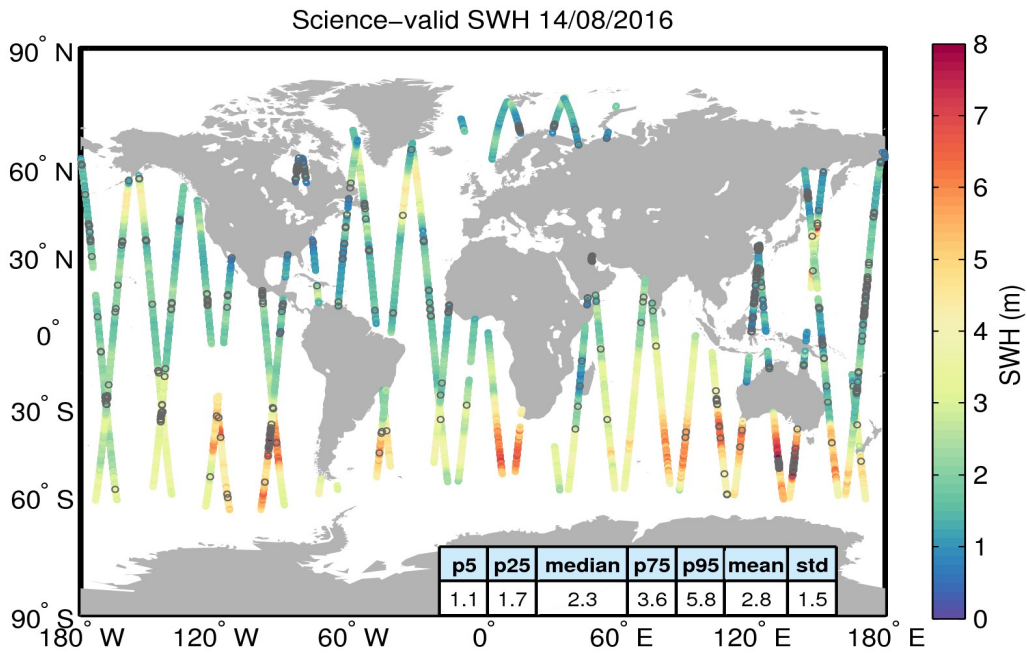 Science−valid SWH 14/08/2016
90° N
60° N
30° N
0°
30° S
60° S
90° S
180° W
120° W
60° W
0°
60° E
120° E
180° E
p5 p25 median p75 p95 mean std
1.1 1.7 2.3 3.6 5.8 2.8 1.5
8
7
6
5
4
3
2
1
0
SWH (m)